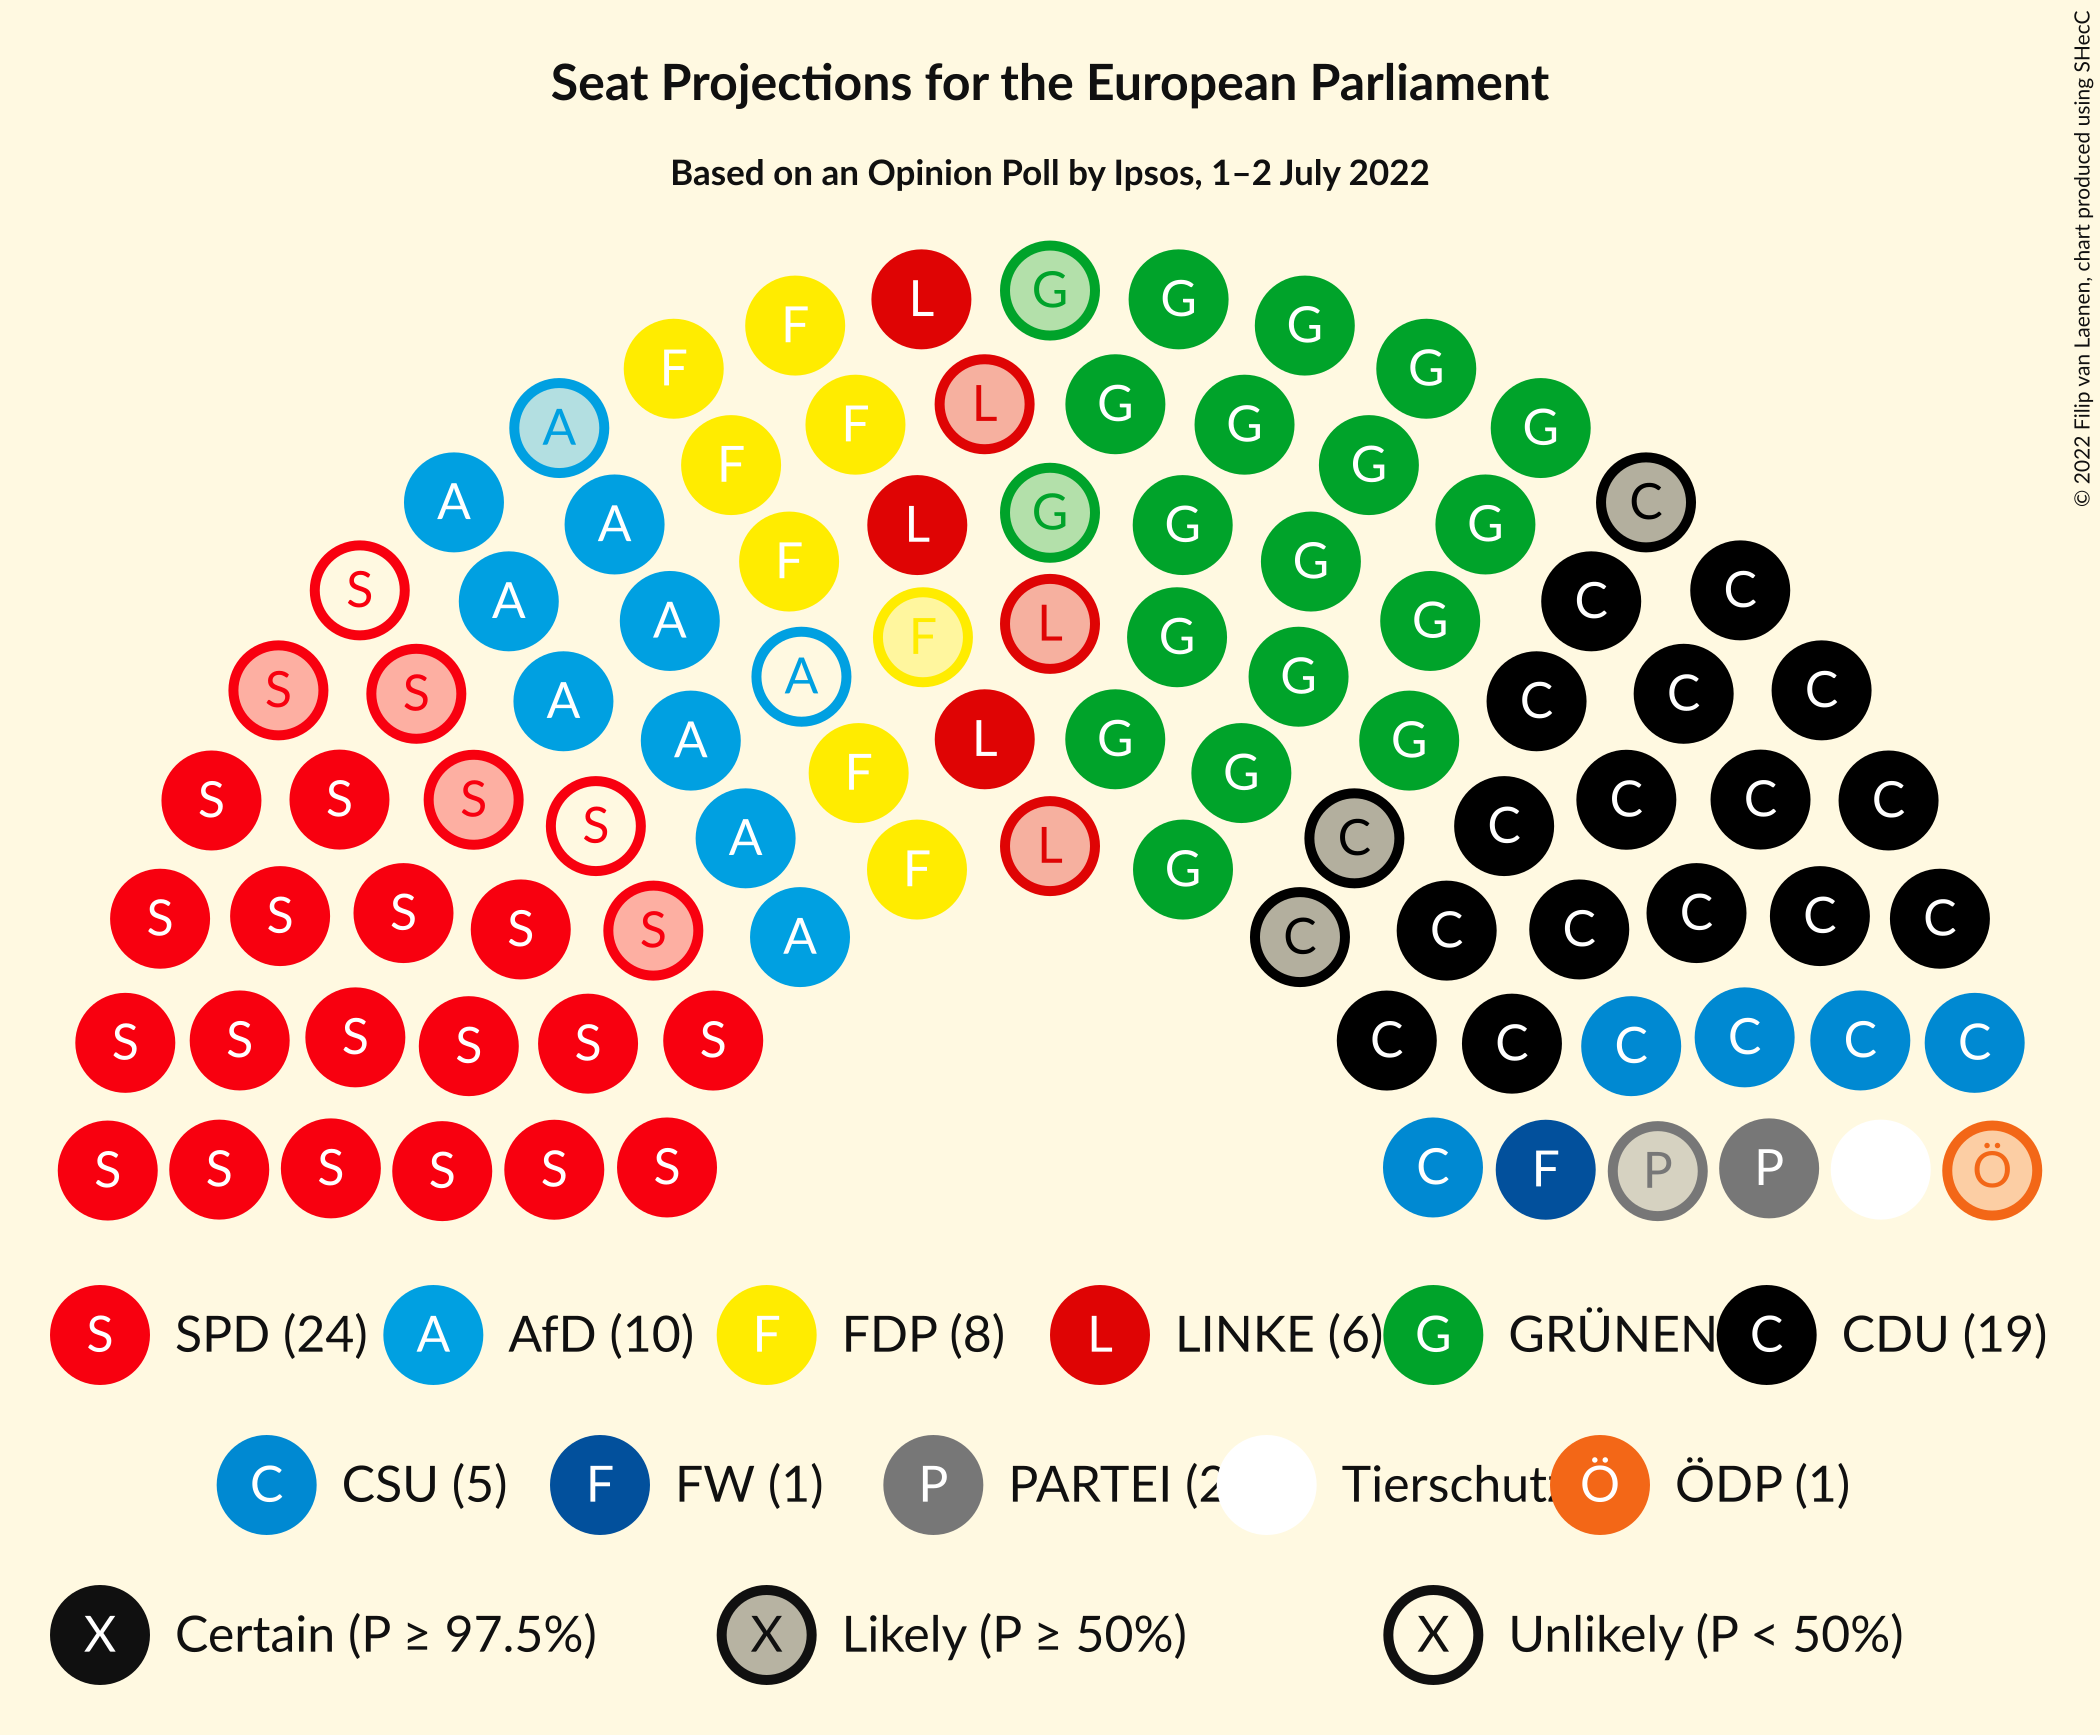 Seat Projections for the European Parliament
Based on an Opinion Poll by Ipsos, 1–2 July 2022
© 2022 Filip van Laenen, chart produced using SHecC
L G G G
F F G
A F F L G G G G
A A F L G G G G C
S A A F F L G G G C C
S S A A A F L G G G C C C
S S S S A F L G G C C C C C
S S S S S A G C C C C C C
S S S S S S C C C C C C
S S S S S S C F P P Ö
S SPD (24) A AfD (10) F FDP (8) L LINKE (6) G GRÜNEN C CDU (19)
C CSU (5) F FW (1) P PARTEI (2 Tierschutz Ö ÖDP (1)
X Certain (P ≥ 97.5%) X Likely (P ≥ 50%) X Unlikely (P < 50%)